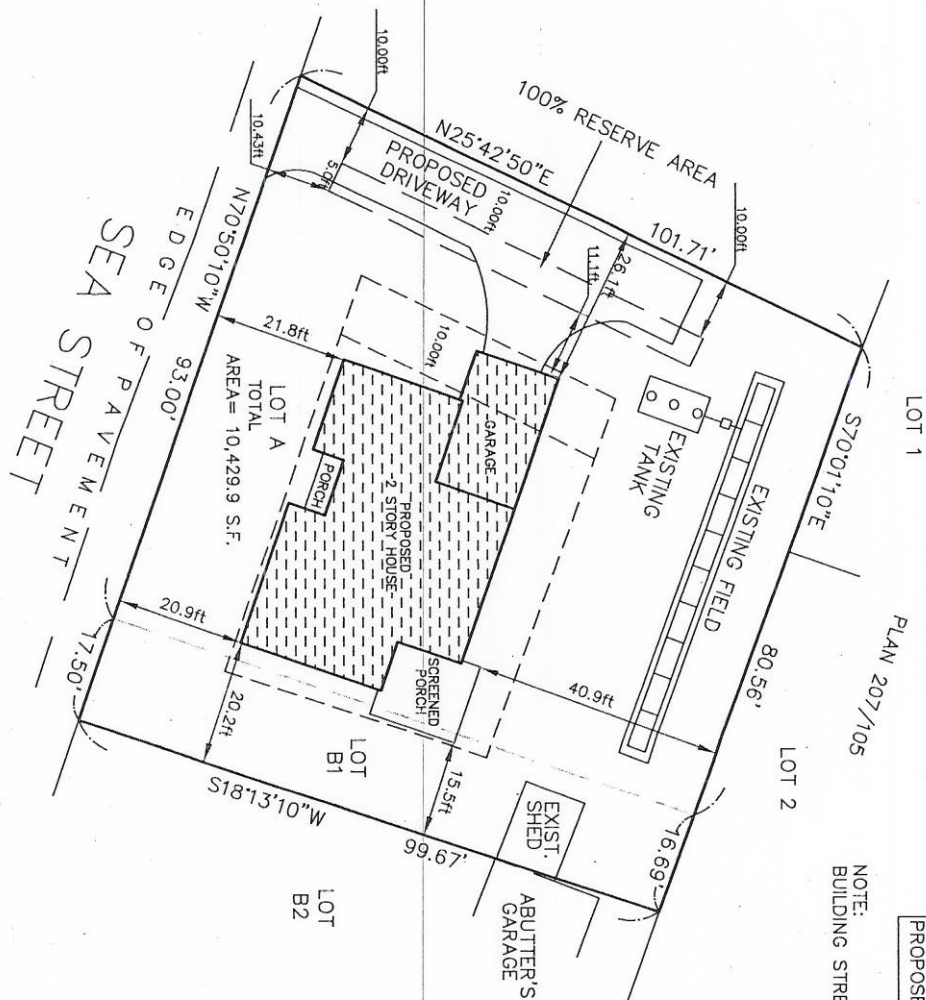 LOT 1
PLAN 207/105
LOT 2
NOTE:
BUILDING STRE
PROPOSE
10.00ft
100% RESERVE AREA
N25°42'50"E
101.71'
10.00ft
10.43ft
5.0ft
PROPOSED
DRIVEWAY
10.00ft
11.1ft
26.1ft
S70°01'10"E
80.56'
16.69'
EXISTING
TANK
EXISTING FIELD
N70°50'10"W
93.00'
17.50'
EDGE OF PAVEMENT
SEA STREET
21.8ft
10.00ft
GARAGE
LOT A
TOTAL
AREA= 10,429.9 S.F.
PORCH
PROPOSED
2 STORY HOUSE
SCREENED
PORCH
40.9ft
20.9ft
20.2ft
LOT
B1
15.5ft
S18°13'10"W
99.67'
EXIST.
SHED
LOT
B2
ABUTTER'S
GARAGE